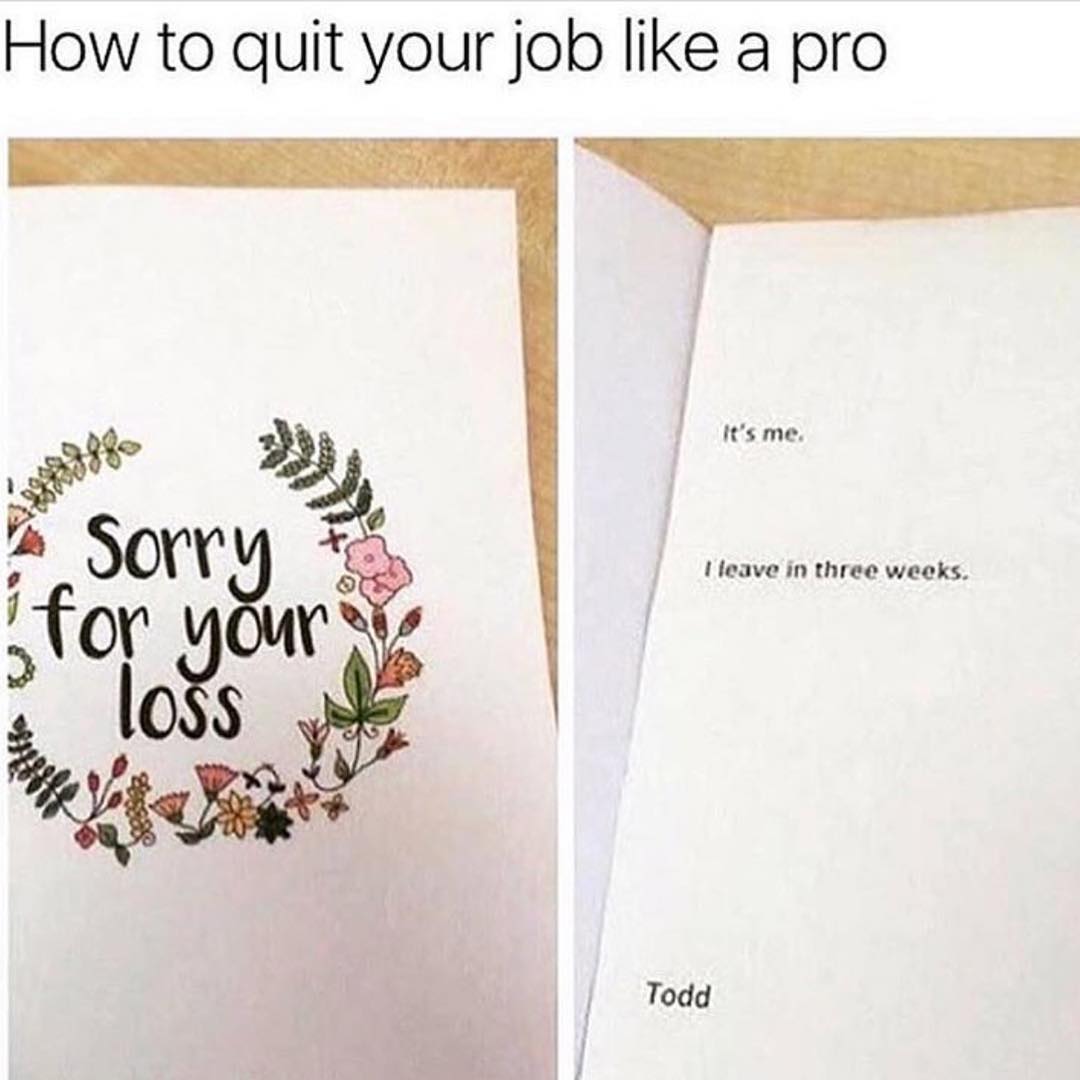 How to quit your job like a pro
Sorry
for your
loss
It's me.
I leave in three weeks.
Todd